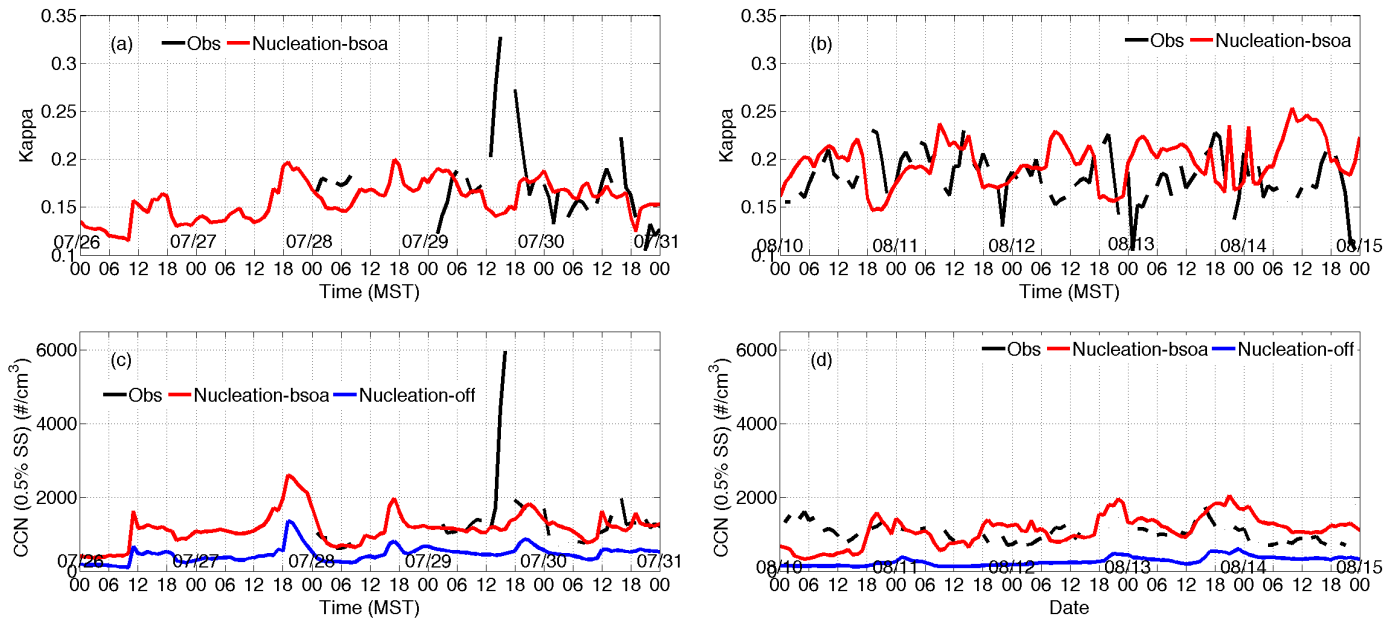 0.35
(a)
Obs
Nucleation-bsoa
0.3
0.25
0.2
0.15
0.1
Kappa
07/26
07/27
07/28
07/29
07/30
07/31
00 06 12 18 00 06 12 18 00 06 12 18 00 06 12 18 00 06 12 18 00
Time (MST)
0.35
(b)
Obs
Nucleation-bsoa
0.3
0.25
0.2
0.15
0.1
Kappa
08/10
08/11
08/12
08/13
08/14
08/15
00 06 12 18 00 06 12 18 00 06 12 18 00 06 12 18 00 06 12 18 00
Time (MST)
6000
(c)
Obs
Nucleation-bsoa
Nucleation-off
4000
2000
0
CCN (0.5% SS) (#/cm3)
07/26
07/27
07/28
07/29
07/30
07/31
00 06 12 18 00 06 12 18 00 06 12 18 00 06 12 18 00 06 12 18 00
Time (MST)
6000
(d)
Obs
Nucleation-bsoa
Nucleation-off
4000
2000
0
CCN (0.5% SS) (#/cm3)
08/10
08/11
08/12
08/13
08/14
08/15
00 06 12 18 00 06 12 18 00 06 12 18 00 06 12 18 00 06 12 18 00
Date